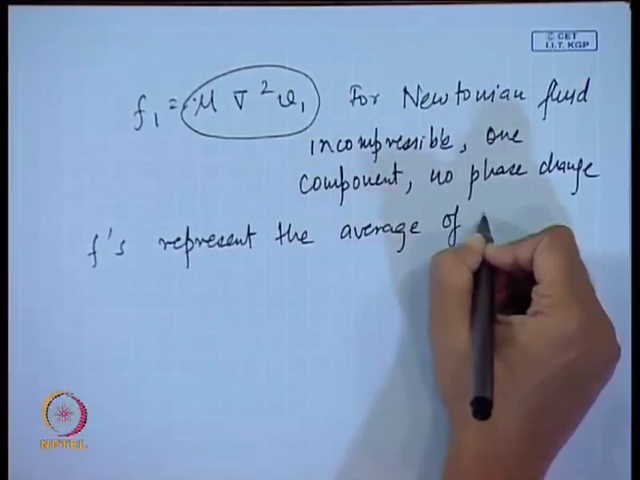 © CET
I.I.T. KGP
f₁ = μ ∇²v₁ For Newtonian fluid
incompressible, one
component, no phase change
f's represent the average of
NPTEL